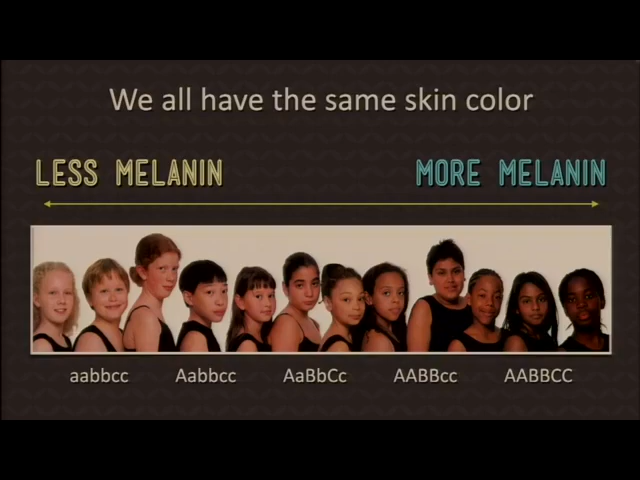 We all have the same skin color
LESS MELANIN MORE MELANIN
aabbcc Aabbcc AaBbCc AABBcc AABBCC